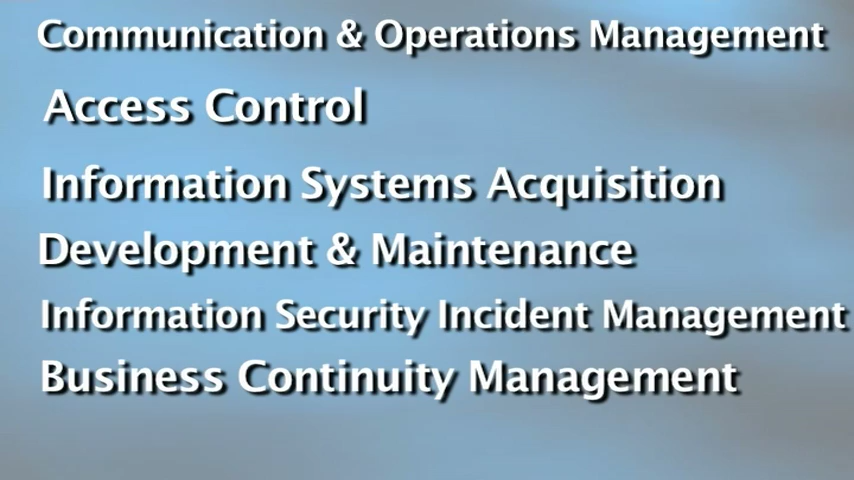 Communication & Operations Management
Access Control
Information Systems Acquisition
Development & Maintenance
Information Security Incident Management
Business Continuity Management